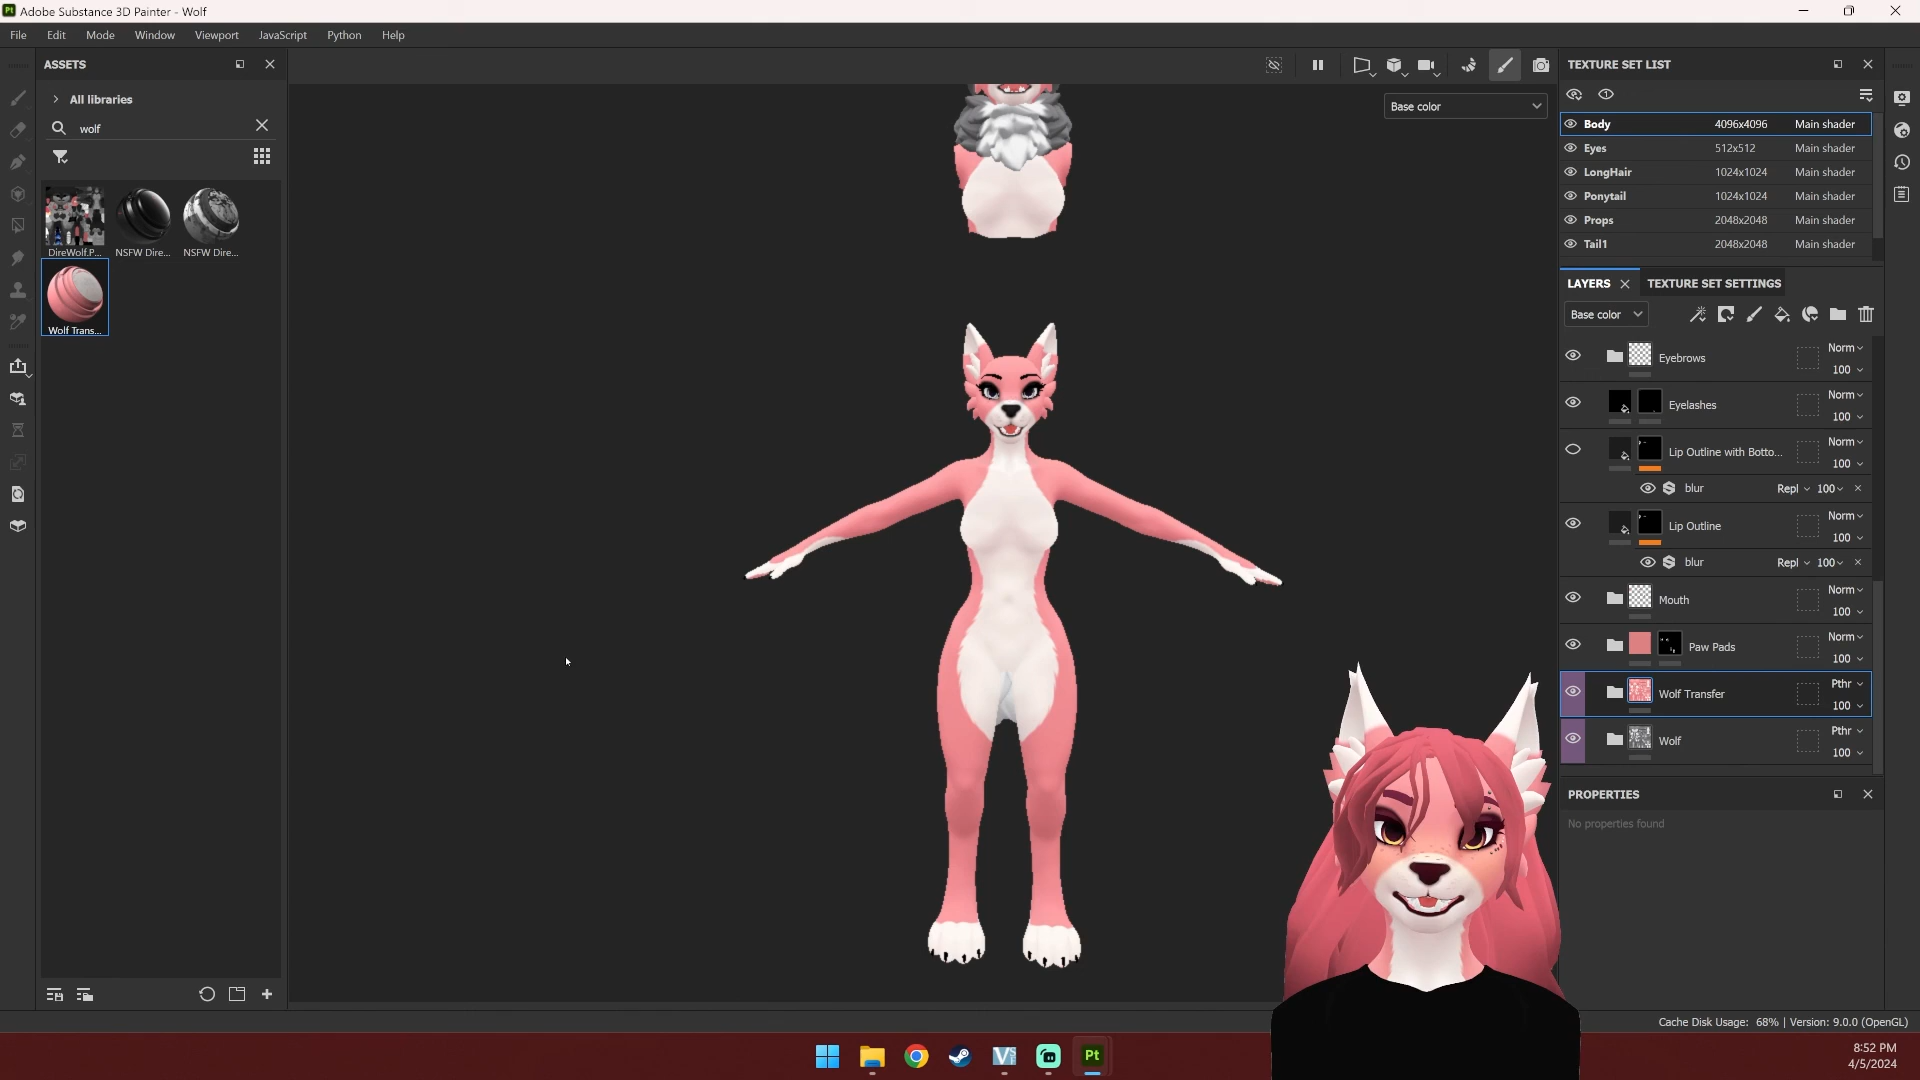 Pt Adobe Substance 3D Painter - Wolf
File Edit Mode Window Viewport JavaScript Python Help
ASSETS
All libraries
wolf
DireWolf.P... NSFW Dire... NSFW Dire...
Wolf Trans...
Base color
TEXTURE SET LIST
Body 4096x4096 Main shader
Eyes 512x512 Main shader
LongHair 1024x1024 Main shader
Ponytail 1024x1024 Main shader
Props 2048x2048 Main shader
Tail1 2048x2048 Main shader
LAYERS TEXTURE SET SETTINGS
Base color
Eyebrows Norm 100
Eyelashes Norm 100
Lip Outline with Botto... Norm 100
blur Repl 100
Lip Outline Norm 100
blur Repl 100
Mouth Norm 100
Paw Pads Norm 100
Wolf Transfer Pthr 100
Wolf Pthr 100
PROPERTIES
No properties found
Cache Disk Usage: 68% | Version: 9.0.0 (OpenGL)
Pt
8:52 PM
4/5/2024